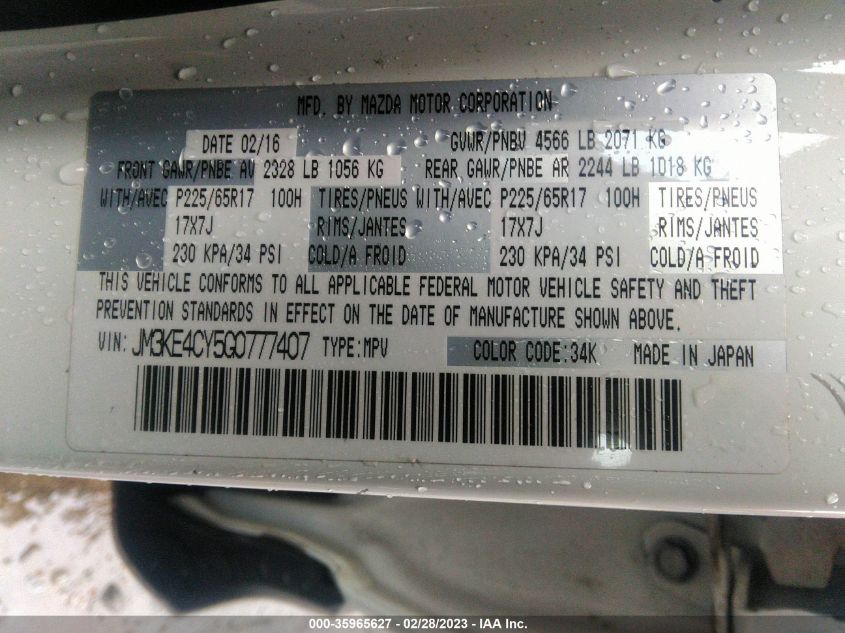 MFD. BY MAZDA MOTOR CORPORATION
DATE 02/16 GVWR/PNBV 4566 LB 2071 KG
FRONT GAWR/PNBE AV 2328 LB 1056 KG REAR GAWR/PNBE AR 2244 LB 1018 KG
WITH/AVEC P225/65R17 100H TIRES/PNEUS WITH/AVEC P225/65R17 100H TIRES/PNEUS
17X7J RIMS/JANTES 17X7J RIMS/JANTES
230 KPA/34 PSI COLD/A FROID 230 KPA/34 PSI COLD/A FROID
THIS VEHICLE CONFORMS TO ALL APPLICABLE FEDERAL MOTOR VEHICLE SAFETY AND THEFT
PREVENTION STANDARDS IN EFFECT ON THE DATE OF MANUFACTURE SHOWN ABOVE.
VIN: JM3KE4CY5G0777407 TYPE:MPV COLOR CODE:34K MADE IN JAPAN
000-35965627 - 02/28/2023 - IAA Inc.